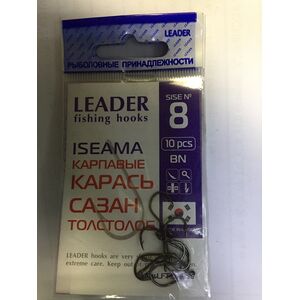 LEADER
РЫБОЛОВНЫЕ ПРИНАДЛЕЖНОСТИ
LEADER
fishing hooks
SISE №
8
10 pcs
BN
ISEAMA
КАРПАВЫЕ
КАРАСЬ
САЗАН
ТОЛСТОЛОБ
LEADER hooks are very
extreme care. Keep out